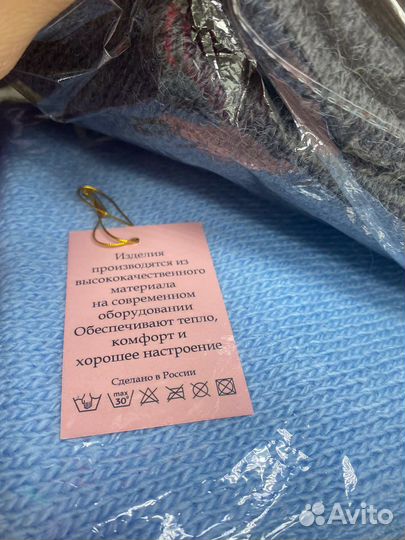 Изделия
производятся из
высококачественного
материала
на современном
оборудовании
Обеспечивают тепло,
комфорт и
хорошее настроение
Сделано в России
max
30°
Avito